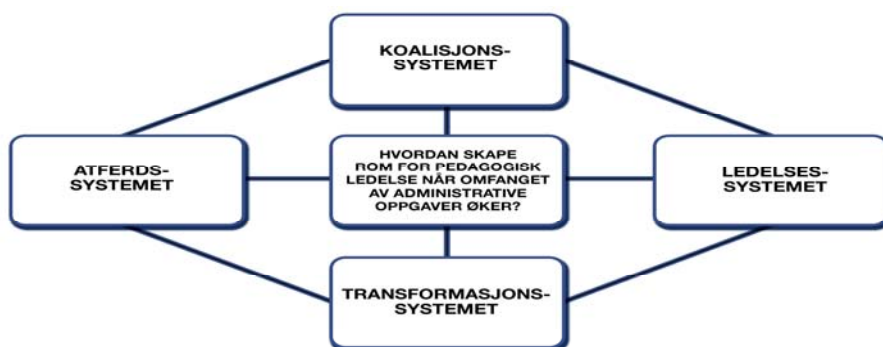 KOALISJONS-
SYSTEMET
ATFERDS-
SYSTEMET
HVORDAN SKAPE
ROM FOR PEDAGOGISK
LEDELSE NÅR OMFANGET
AV ADMINISTRATIVE
OPPGAVER ØKER?
LEDELSES-
SYSTEMET
TRANSFORMASJONS-
SYSTEMET